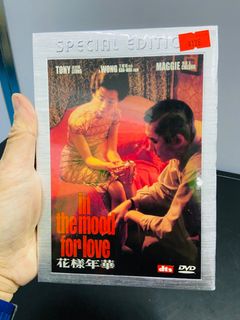 SPECIAL EDITION
TONY
WONG
MAGGIE
in
the mood
for love
花樣年華
dts
DVD